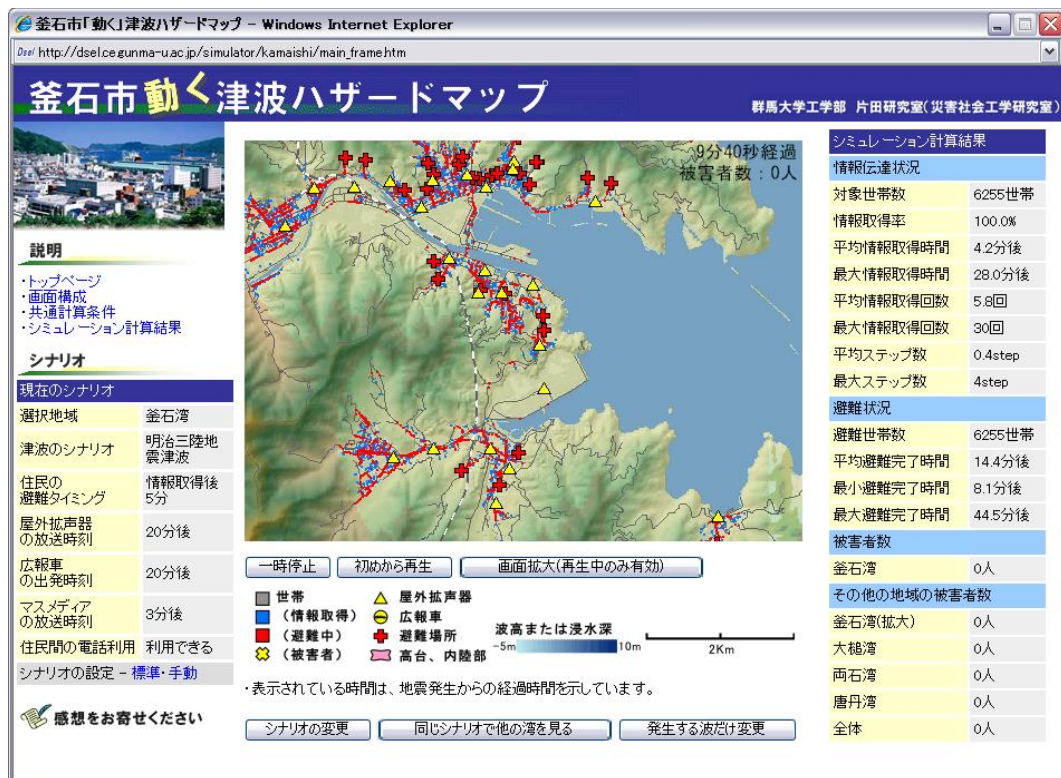 釜石市「動く」津波ハザードマップ - Windows Internet Explorer
http://dsel.ce.gunma-u.ac.jp/simulator/kamaishi/main_frame.htm
釜石市動く津波ハザードマップ
群馬大学工学部 片田研究室(災害社会工学研究室)
説明
・トップページ
・画面構成
・共通計算条件
・シミュレーション計算結果
シナリオ
現在のシナリオ
選択地域 釜石湾
津波のシナリオ 明治三陸地
震津波
住民の
避難タイミング 情報取得後
5分
屋外拡声器
の放送時刻 20分後
広報車
の出発時刻 20分後
マスメディア
の放送時刻 3分後
住民間の電話利用 利用できる
シナリオの設定 - 標準・手動
感想をお寄せください
9分40秒経過
被害者数:0人
一時停止 初めから再生 画面拡大(再生中のみ有効)
世帯 屋外拡声器
(情報取得) 広報車
(避難中) 避難場所
(被害者) 高台、内陸部
波高または浸水深
-5m 10m
2Km
・表示されている時間は、地震発生からの経過時間を示しています。
シナリオの変更 同じシナリオで他の湾を見る 発生する波だけ変更
シミュレーション計算結果
情報伝達状況
対象世帯数 6255世帯
情報取得率 100.0%
平均情報取得時間 4.2分後
最大情報取得時間 28.0分後
平均情報取得回数 5.8回
最大情報取得回数 30回
平均ステップ数 0.4step
最大ステップ数 4step
避難状況
避難世帯数 6255世帯
平均避難完了時間 14.4分後
最小避難完了時間 8.1分後
最大避難完了時間 44.5分後
被害者数
釜石湾 0人
その他の地域の被害者数
釜石湾(拡大) 0人
大槌湾 0人
両石湾 0人
唐丹湾 0人
全体 0人